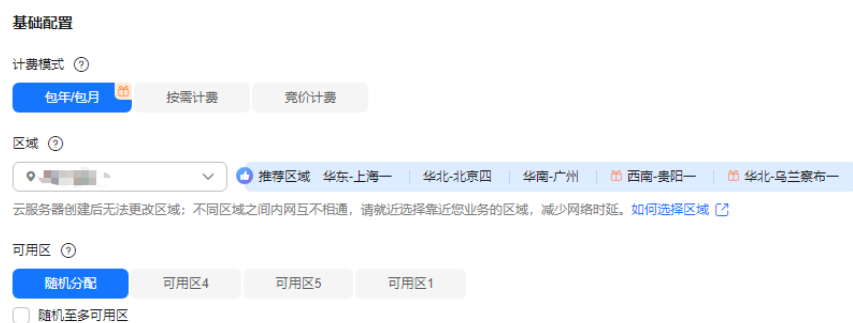 基础配置
计费模式
包年/包月 按需计费 竞价计费
区域
推荐区域 华东-上海一 华北-北京四 华南-广州 西南-贵阳一 华北-乌兰察布一
云服务器创建后无法更改区域；不同区域之间内网互不相通，请就近选择靠近您业务的区域，减少网络时延。如何选择区域
可用区
随机分配 可用区4 可用区5 可用区1
随机至多可用区